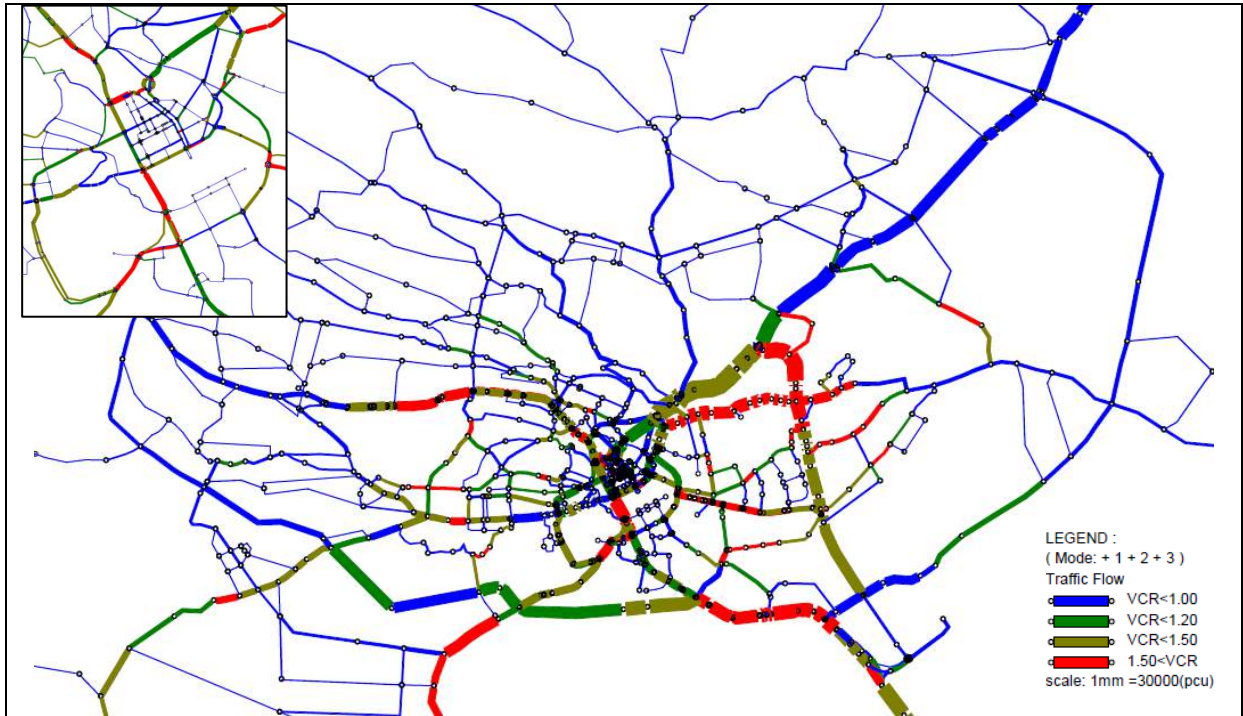 LEGEND :
( Mode: + 1 + 2 + 3 )
Traffic Flow
VCR<1.00
VCR<1.20
VCR<1.50
1.50<VCR
scale: 1mm =30000(pcu)